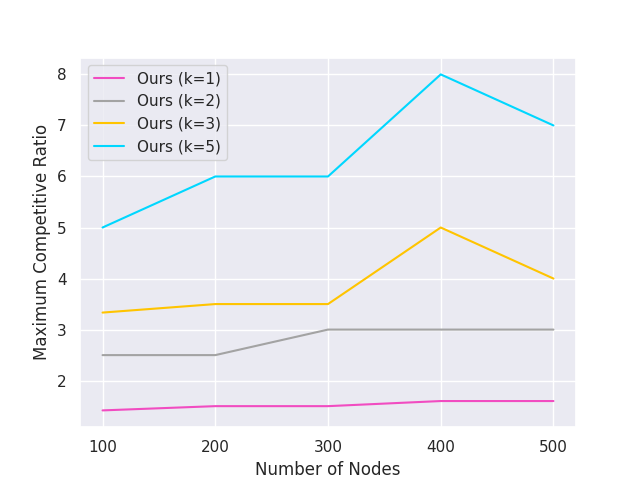 Ours (k=1)
Ours (k=2)
Ours (k=3)
Ours (k=5)
8
7
6
5
4
3
2
Maximum Competitive Ratio
100 200 300 400 500
Number of Nodes